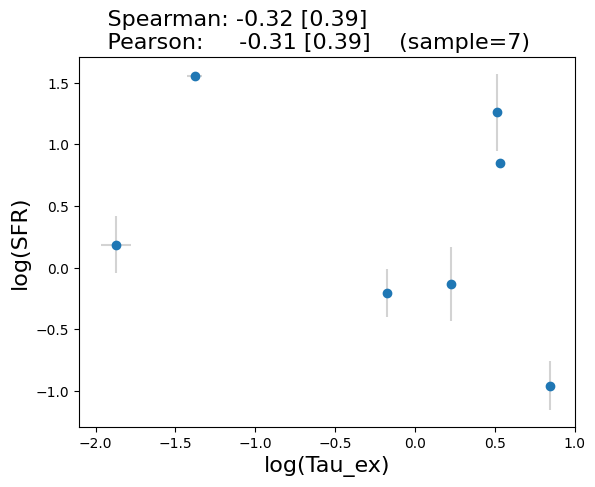 Spearman: -0.32 [0.39]
Pearson: -0.31 [0.39] (sample=7)
1.5
1.0
0.5
0.0
−0.5
−1.0
log(SFR)
−2.0 −1.5 −1.0 −0.5 0.0 0.5 1.0
log(Tau_ex)